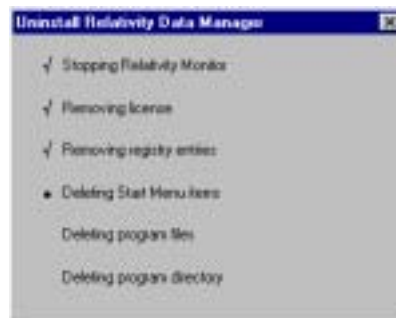 Uninstall Relativity Data Manager
√ Stopping Relativity Monitor
√ Removing license
√ Removing registry entries
• Deleting Start Menu items
Deleting program files
Deleting program directory